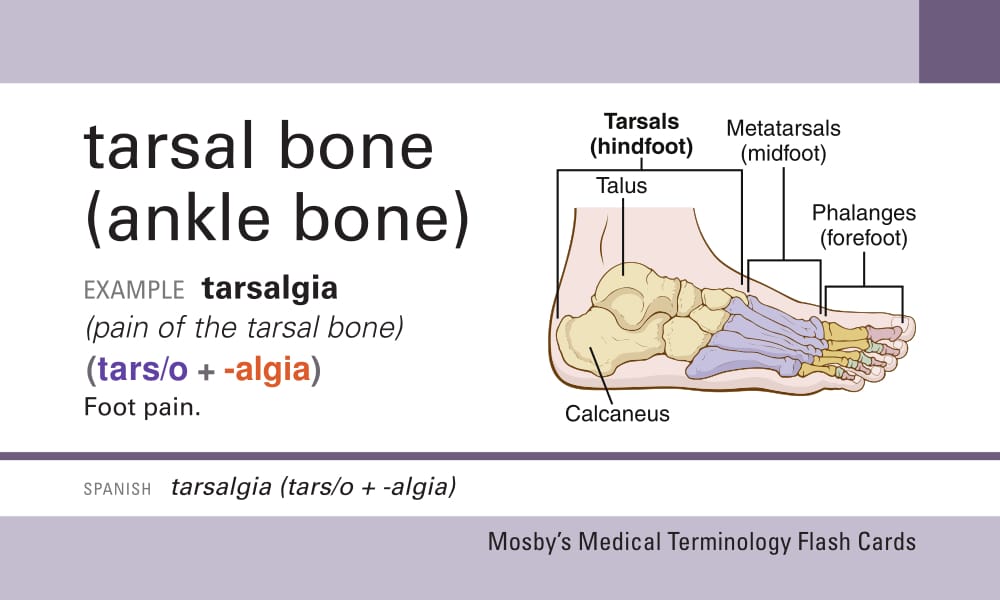 tarsal bone
(ankle bone)
EXAMPLE tarsalgia
(pain of the tarsal bone)
(tars/o + -algia)
Foot pain.
Tarsals
(hindfoot)
Metatarsals
(midfoot)
Talus
Phalanges
(forefoot)
Calcaneus
SPANISH tarsalgia (tars/o + -algia)
Mosby’s Medical Terminology Flash Cards